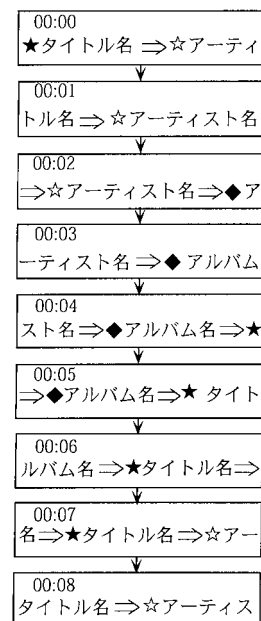 00:00
★タイトル名 ⇒☆アーティ
00:01
トル名⇒☆アーティスト名
00:02
⇒☆アーティスト名⇒◆ア
00:03
ーティスト名⇒◆ アルバム
00:04
スト名⇒◆アルバム名⇒★
00:05
⇒◆アルバム名⇒★ タイト
00:06
ルバム名⇒★タイトル名⇒
00:07
名⇒★タイトル名⇒☆アー
00:08
タイトル名⇒☆アーティス